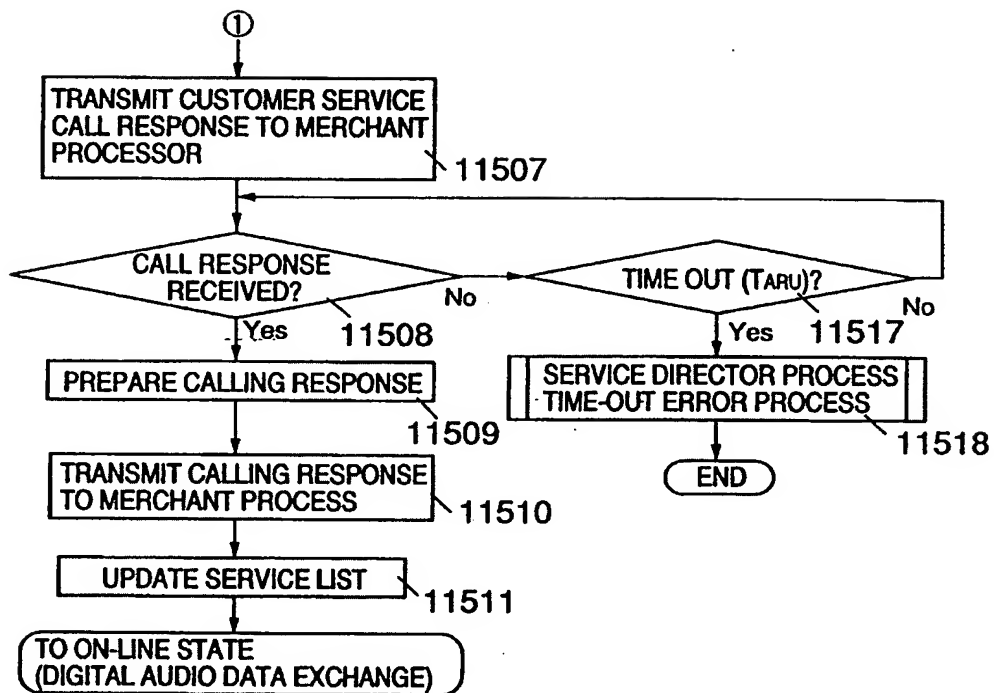 ①
TRANSMIT CUSTOMER SERVICE
CALL RESPONSE TO MERCHANT
PROCESSOR
11507
CALL RESPONSE
RECEIVED?
No
11508
Yes
TIME OUT (TARU)?
No
11517
Yes
PREPARE CALLING RESPONSE
11509
SERVICE DIRECTOR PROCESS
TIME-OUT ERROR PROCESS
11518
END
TRANSMIT CALLING RESPONSE
TO MERCHANT PROCESS
11510
UPDATE SERVICE LIST
11511
TO ON-LINE STATE
(DIGITAL AUDIO DATA EXCHANGE)